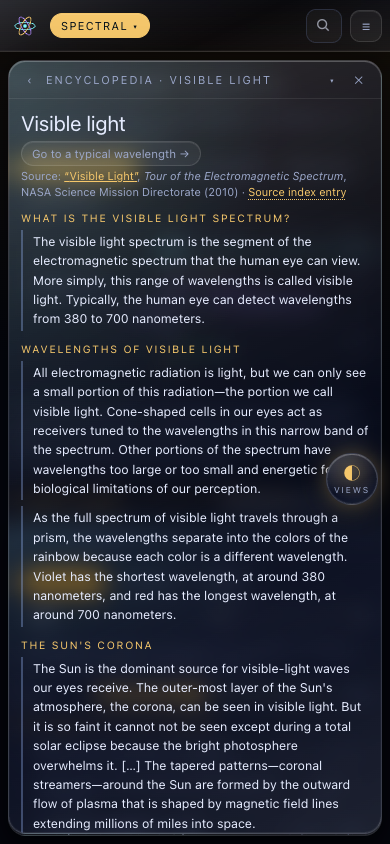 SPECTRAL
ENCYCLOPEDIA · VISIBLE LIGHT
Visible light
Go to a typical wavelength →
Source: “Visible Light”, Tour of the Electromagnetic Spectrum,
NASA Science Mission Directorate (2010) · Source index entry
WHAT IS THE VISIBLE LIGHT SPECTRUM?
The visible light spectrum is the segment of the
electromagnetic spectrum that the human eye can view.
More simply, this range of wavelengths is called visible
light. Typically, the human eye can detect wavelengths
from 380 to 700 nanometers.
WAVELENGTHS OF VISIBLE LIGHT
All electromagnetic radiation is light, but we can only see
a small portion of this radiation—the portion we call
visible light. Cone-shaped cells in our eyes act as
receivers tuned to the wavelengths in this narrow band of
the spectrum. Other portions of the spectrum have
wavelengths too large or too small and energetic
biological limitations of our perception.
VIEWS
As the full spectrum of visible light travels through a
prism, the wavelengths separate into the colors of the
rainbow because each color is a different wavelength.
Violet has the shortest wavelength, at around 380
nanometers, and red has the longest wavelength, at
around 700 nanometers.
THE SUN'S CORONA
The Sun is the dominant source for visible-light waves
our eyes receive. The outer-most layer of the Sun's
atmosphere, the corona, can be seen in visible light. But
it is so faint it cannot not be seen except during a total
solar eclipse because the bright photosphere
overwhelms it. [...] The tapered patterns—coronal
streamers—around the Sun are formed by the outward
flow of plasma that is shaped by magnetic field lines
extending millions of miles into space.